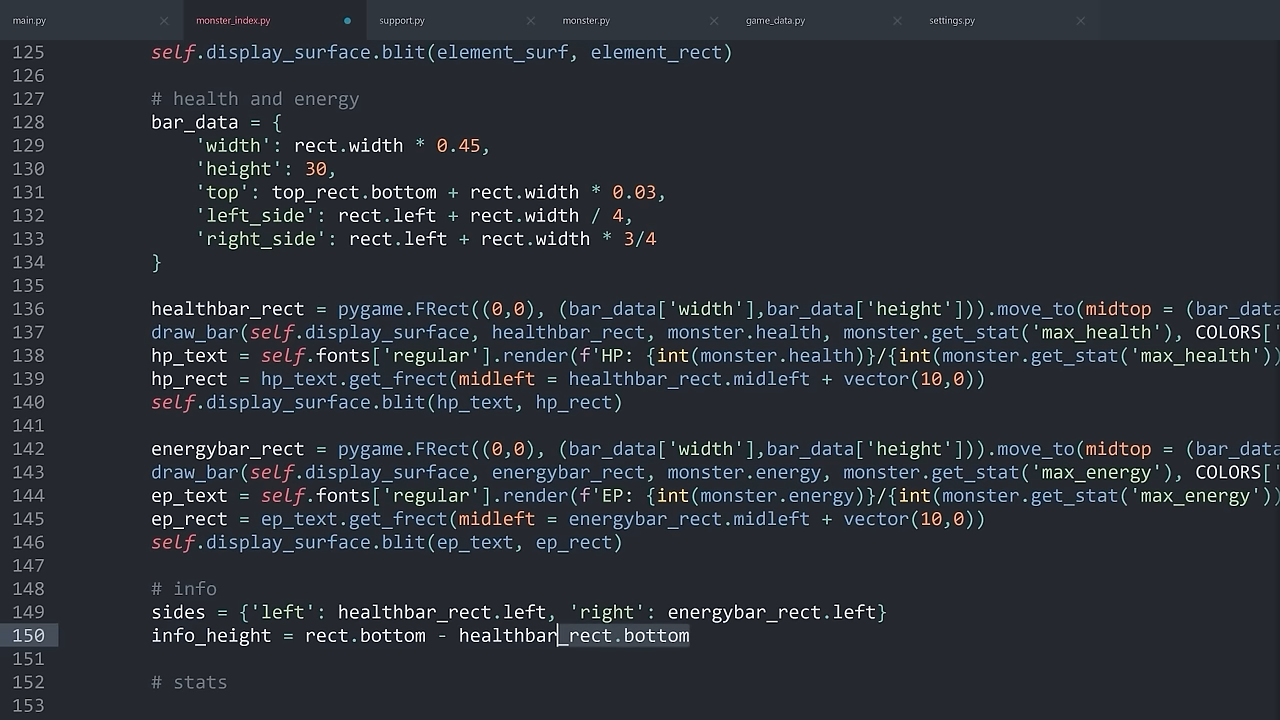 main.py monster_index.py support.py monster.py game_data.py settings.py
125 self.display_surface.blit(element_surf, element_rect)
126
127 # health and energy
128 bar_data = {
129 'width': rect.width * 0.45,
130 'height': 30,
131 'top': top_rect.bottom + rect.width * 0.03,
132 'left_side': rect.left + rect.width / 4,
133 'right_side': rect.left + rect.width * 3/4
134 }
135
136 healthbar_rect = pygame.FRect((0,0), (bar_data['width'],bar_data['height'])).move_to(midtop = (bar_data
137 draw_bar(self.display_surface, healthbar_rect, monster.health, monster.get_stat('max_health'), COLORS['
138 hp_text = self.fonts['regular'].render(f'HP: {int(monster.health)}/{int(monster.get_stat('max_health'))
139 hp_rect = hp_text.get_frect(midleft = healthbar_rect.midleft + vector(10,0))
140 self.display_surface.blit(hp_text, hp_rect)
141
142 energybar_rect = pygame.FRect((0,0), (bar_data['width'],bar_data['height'])).move_to(midtop = (bar_data
143 draw_bar(self.display_surface, energybar_rect, monster.energy, monster.get_stat('max_energy'), COLORS['
144 ep_text = self.fonts['regular'].render(f'EP: {int(monster.energy)}/{int(monster.get_stat('max_energy'))
145 ep_rect = ep_text.get_frect(midleft = energybar_rect.midleft + vector(10,0))
146 self.display_surface.blit(ep_text, ep_rect)
147
148 # info
149 sides = {'left': healthbar_rect.left, 'right': energybar_rect.left}
150 info_height = rect.bottom - healthbar_rect.bottom
151
152 # stats
153